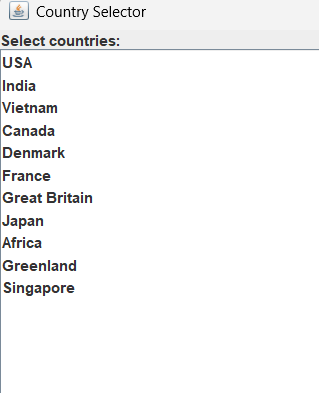 Country Selector
Select countries:
USA
India
Vietnam
Canada
Denmark
France
Great Britain
Japan
Africa
Greenland
Singapore